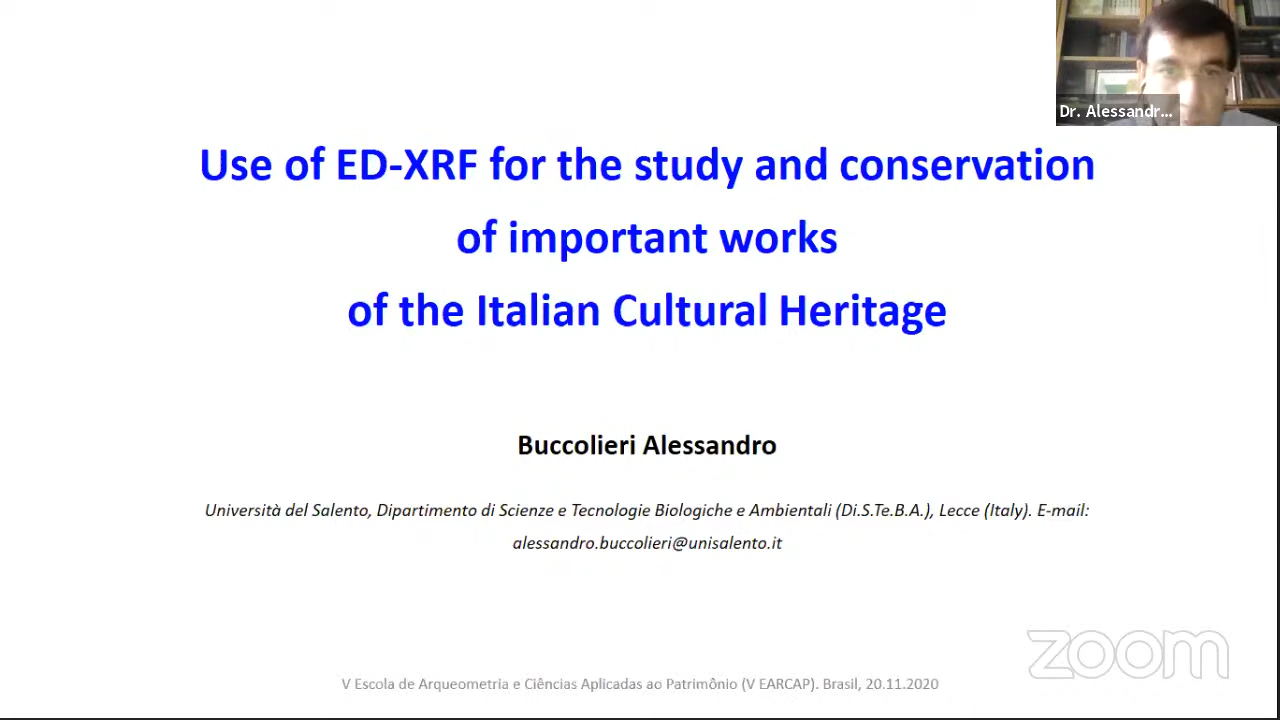 Dr. Alessandr...
Use of ED-XRF for the study and conservation
of important works
of the Italian Cultural Heritage
Buccolieri Alessandro
Università del Salento, Dipartimento di Scienze e Tecnologie Biologiche e Ambientali (Di.S.Te.B.A.), Lecce (Italy). E-mail:
alessandro.buccolieri@unisalento.it
zoom
V Escola de Arqueometria e Ciências Aplicadas ao Patrimônio (V EARCAP). Brasil, 20.11.2020